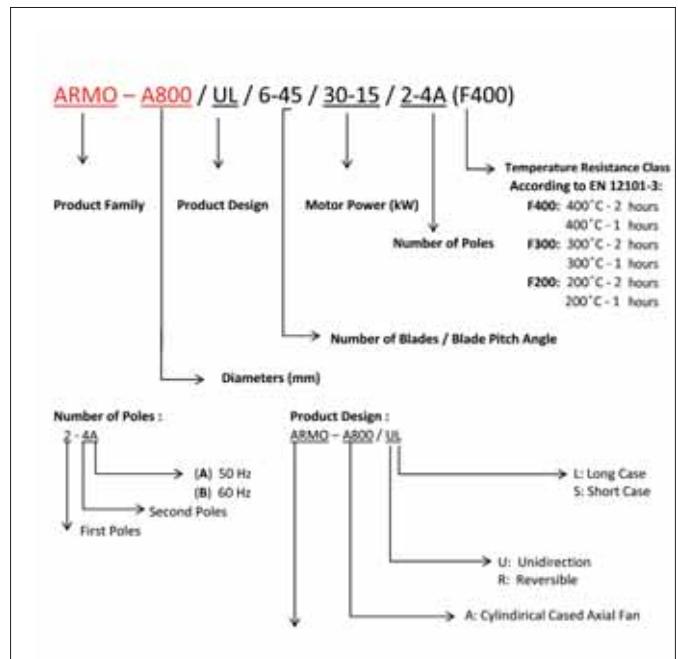 ARMO – A800 / UL / 6-45 / 30-15 / 2-4A (F400)
Product Family
Product Design
Motor Power (kW)
Number of Poles
Temperature Resistance Class
According to EN 12101-3:
F400: 400˚C - 2 hours
400˚C - 1 hours
F300: 300˚C - 2 hours
300˚C - 1 hours
F200: 200˚C - 2 hours
200˚C - 1 hours
Number of Blades / Blade Pitch Angle
Diameters (mm)
Number of Poles :
2 - 4A
(A) 50 Hz
(B) 60 Hz
Second Poles
First Poles
Product Design :
ARMO – A800 / UL
L: Long Case
S: Short Case
U: Unidirection
R: Reversible
A: Cylindirical Cased Axial Fan